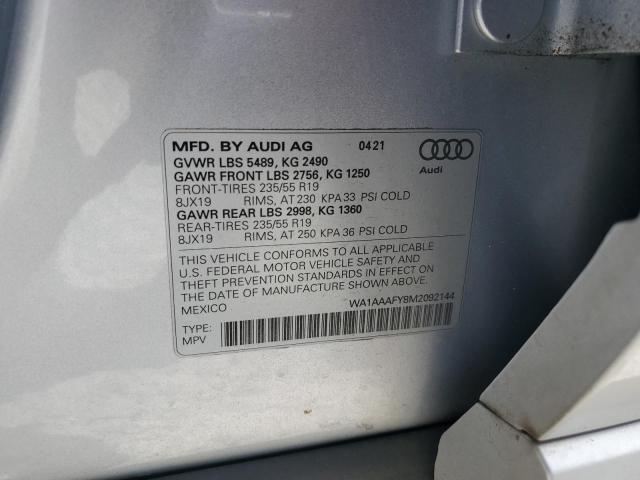 MFD. BY AUDI AG 04 21
GVWR LBS 5489, KG 2490
GAWR FRONT LBS 2756, KG 1250
FRONT-TIRES 235/55 R19
8JX19 RIMS, AT 230 KPA 33 PSI COLD
GAWR REAR LBS 2998, KG 1360
REAR-TIRES 235/55 R19
8JX19 RIMS, AT 250 KPA 36 PSI COLD
Audi
THIS VEHICLE CONFORMS TO ALL APPLICABLE
U.S. FEDERAL MOTOR VEHICLE SAFETY AND
THEFT PREVENTION STANDARDS IN EFFECT ON
THE DATE OF MANUFACTURE SHOWN ABOVE.
MEXICO WA1AAAFY8M2092144
TYPE:
MPV